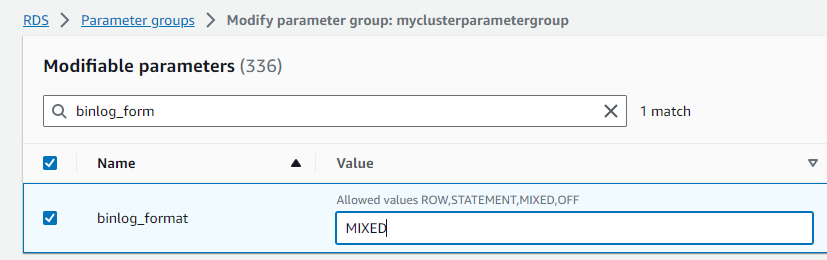 RDS > Parameter groups > Modify parameter group: myclusterparametergroup
Modifiable parameters (336)
binlog_form
1 match
Name Value
Allowed values ROW,STATEMENT,MIXED,OFF
binlog_format
MIXED